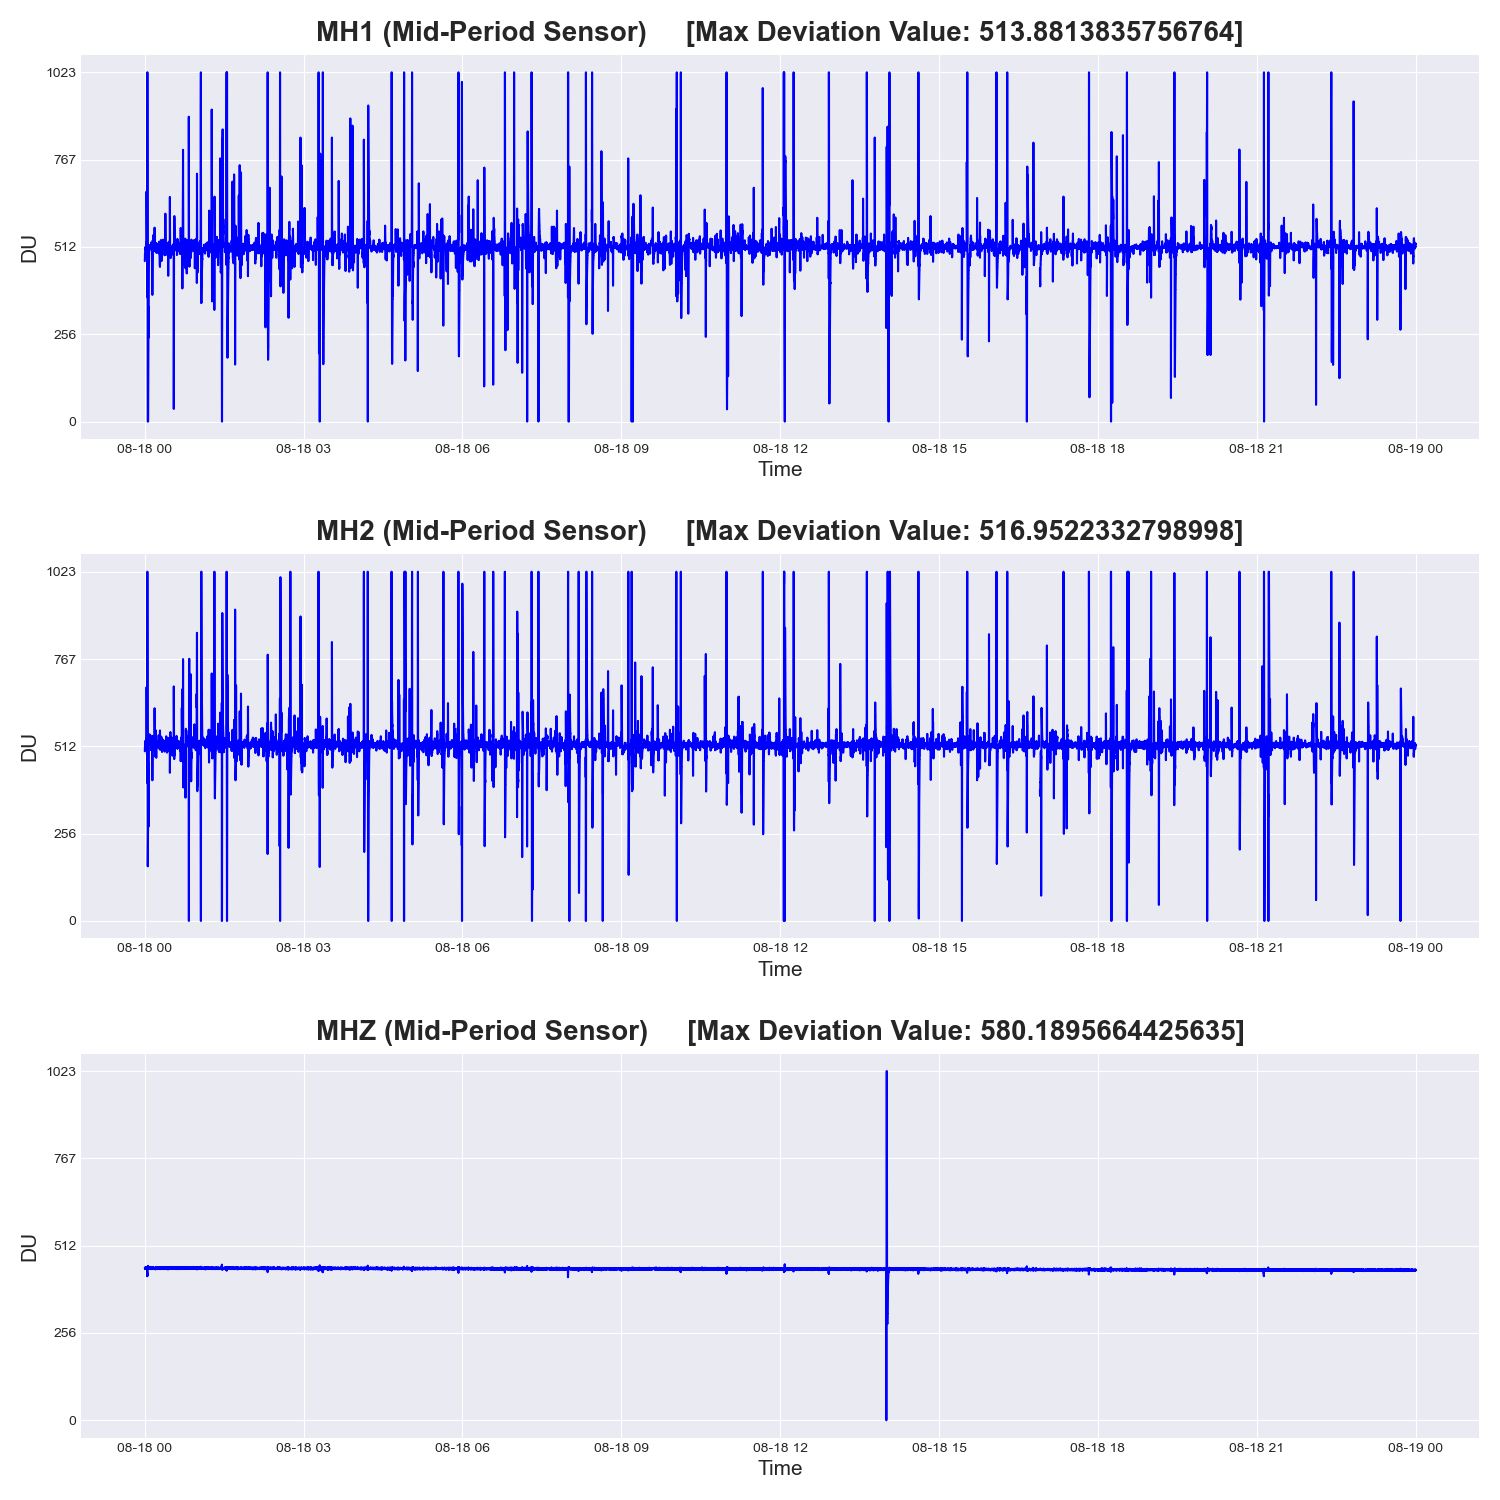 MH1 (Mid-Period Sensor) [Max Deviation Value: 513.8813835756764]
1023
767
512
256
0
DU
08-18 00 08-18 03 08-18 06 08-18 09 08-18 12 08-18 15 08-18 18 08-18 21 08-19 00
Time
MH2 (Mid-Period Sensor) [Max Deviation Value: 516.9522332798998]
1023
767
512
256
0
DU
08-18 00 08-18 03 08-18 06 08-18 09 08-18 12 08-18 15 08-18 18 08-18 21 08-19 00
Time
MHZ (Mid-Period Sensor) [Max Deviation Value: 580.1895664425635]
1023
767
512
256
0
DU
08-18 00 08-18 03 08-18 06 08-18 09 08-18 12 08-18 15 08-18 18 08-18 21 08-19 00
Time